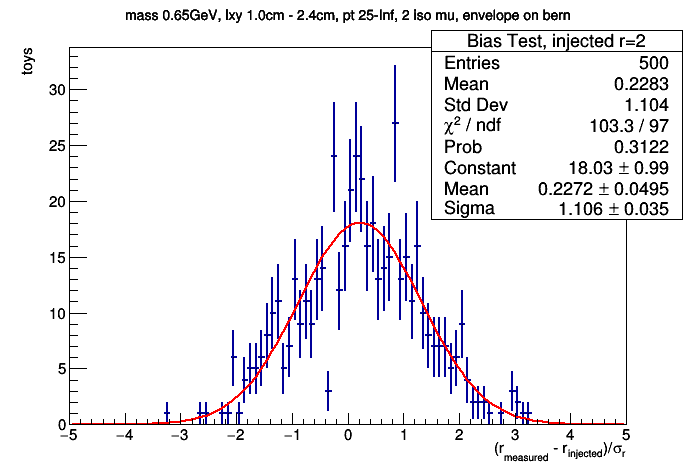 mass 0.65GeV, lxy 1.0cm - 2.4cm, pt 25-Inf, 2 Iso mu, envelope on bern
Bias Test, injected r=2
Entries 500
Mean 0.2283
Std Dev 1.104
χ² / ndf 103.3 / 97
Prob 0.3122
Constant 18.03 ± 0.99
Mean 0.2272 ± 0.0495
Sigma 1.106 ± 0.035
toys
30
25
20
15
10
5
0
−5 −4 −3 −2 −1 0 1 2 3 4 5
(r_measured - r_injected)/σ_r